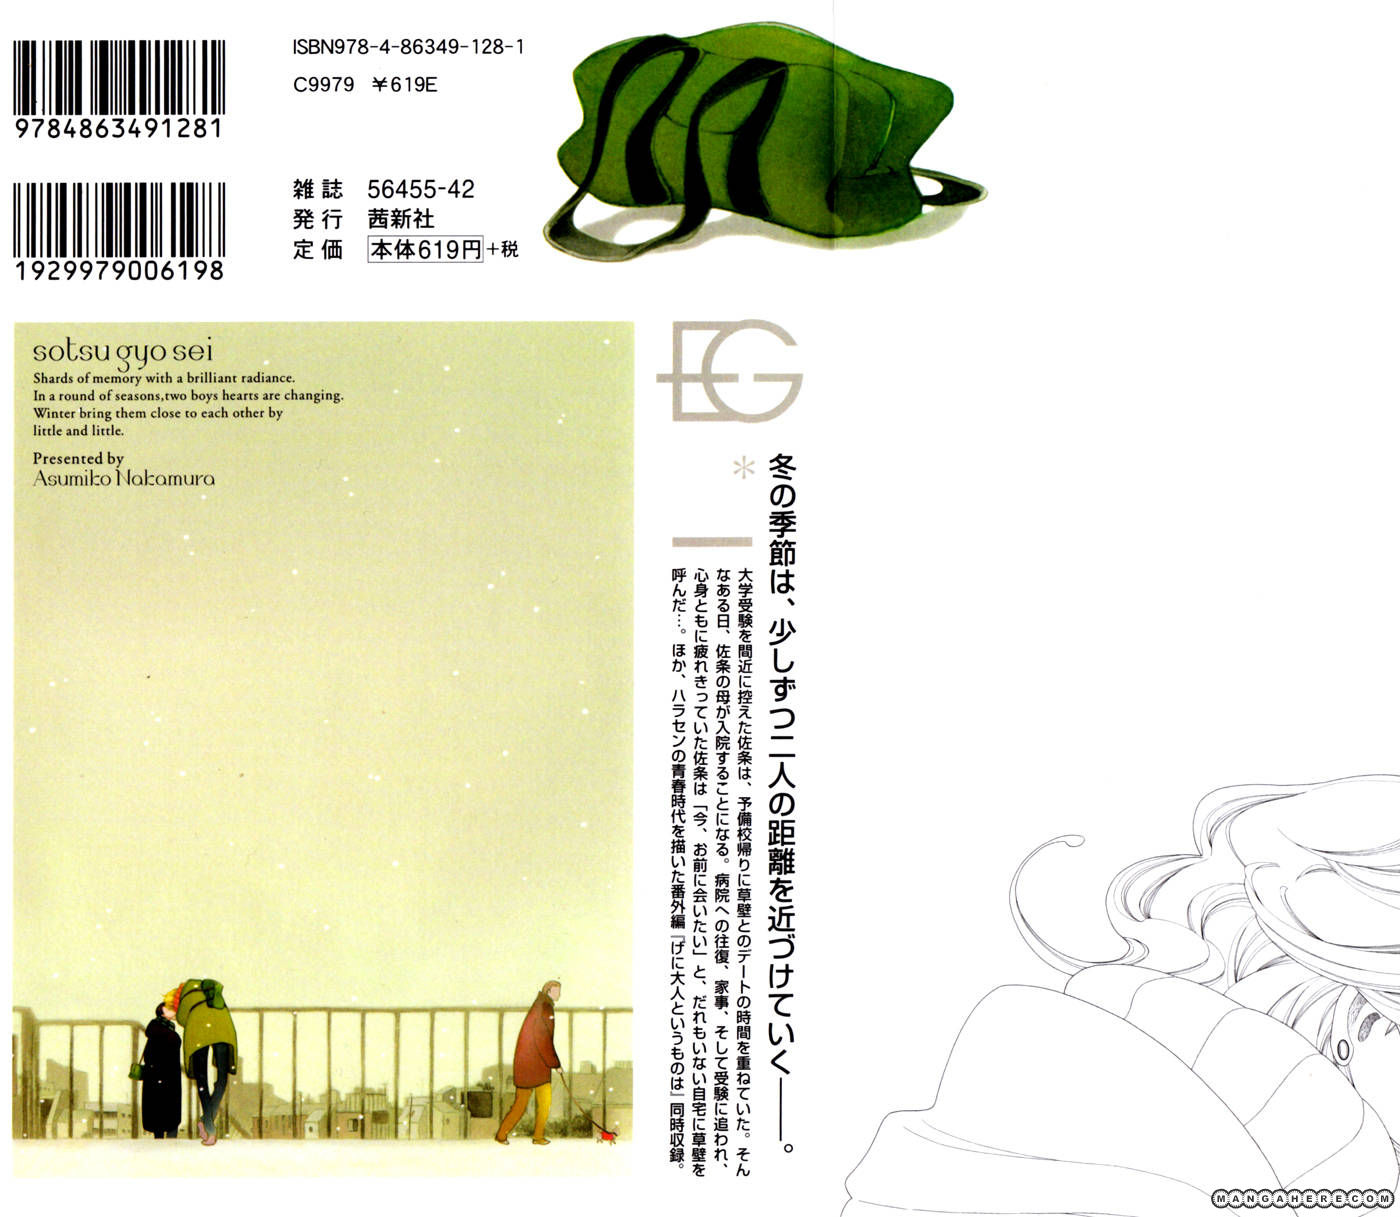 ISBN978-4-86349-128-1
C9979 ¥619E
9784863491281
雑誌 56455-42
発行 茜新社
定価 本体619円+税
1929979006198
sotsu gyo sei
Shards of memory with a brilliant radiance.
In a round of seasons,two boys hearts are changing.
Winter bring them close to each other by
little and little.
Presented by
Asumiko Nakamura
EG
*
冬の季節は、少しずつ二人の距離を近づけていく――。
大学受験を間近に控えた佐条は、予備校帰りに草壁とのデートの時間を重ねていた。そん
なある日、佐条の母が入院することになる。病院への往復、家事、そして受験に追われ、
心身ともに疲れきっていた佐条は「今、お前に会いたい」と、だれもいない自宅に草壁を
呼んだ…。ほか、ハラセンの青春時代を描いた番外編『げに大人というものは』同時収録。
MANGAHERE.COM